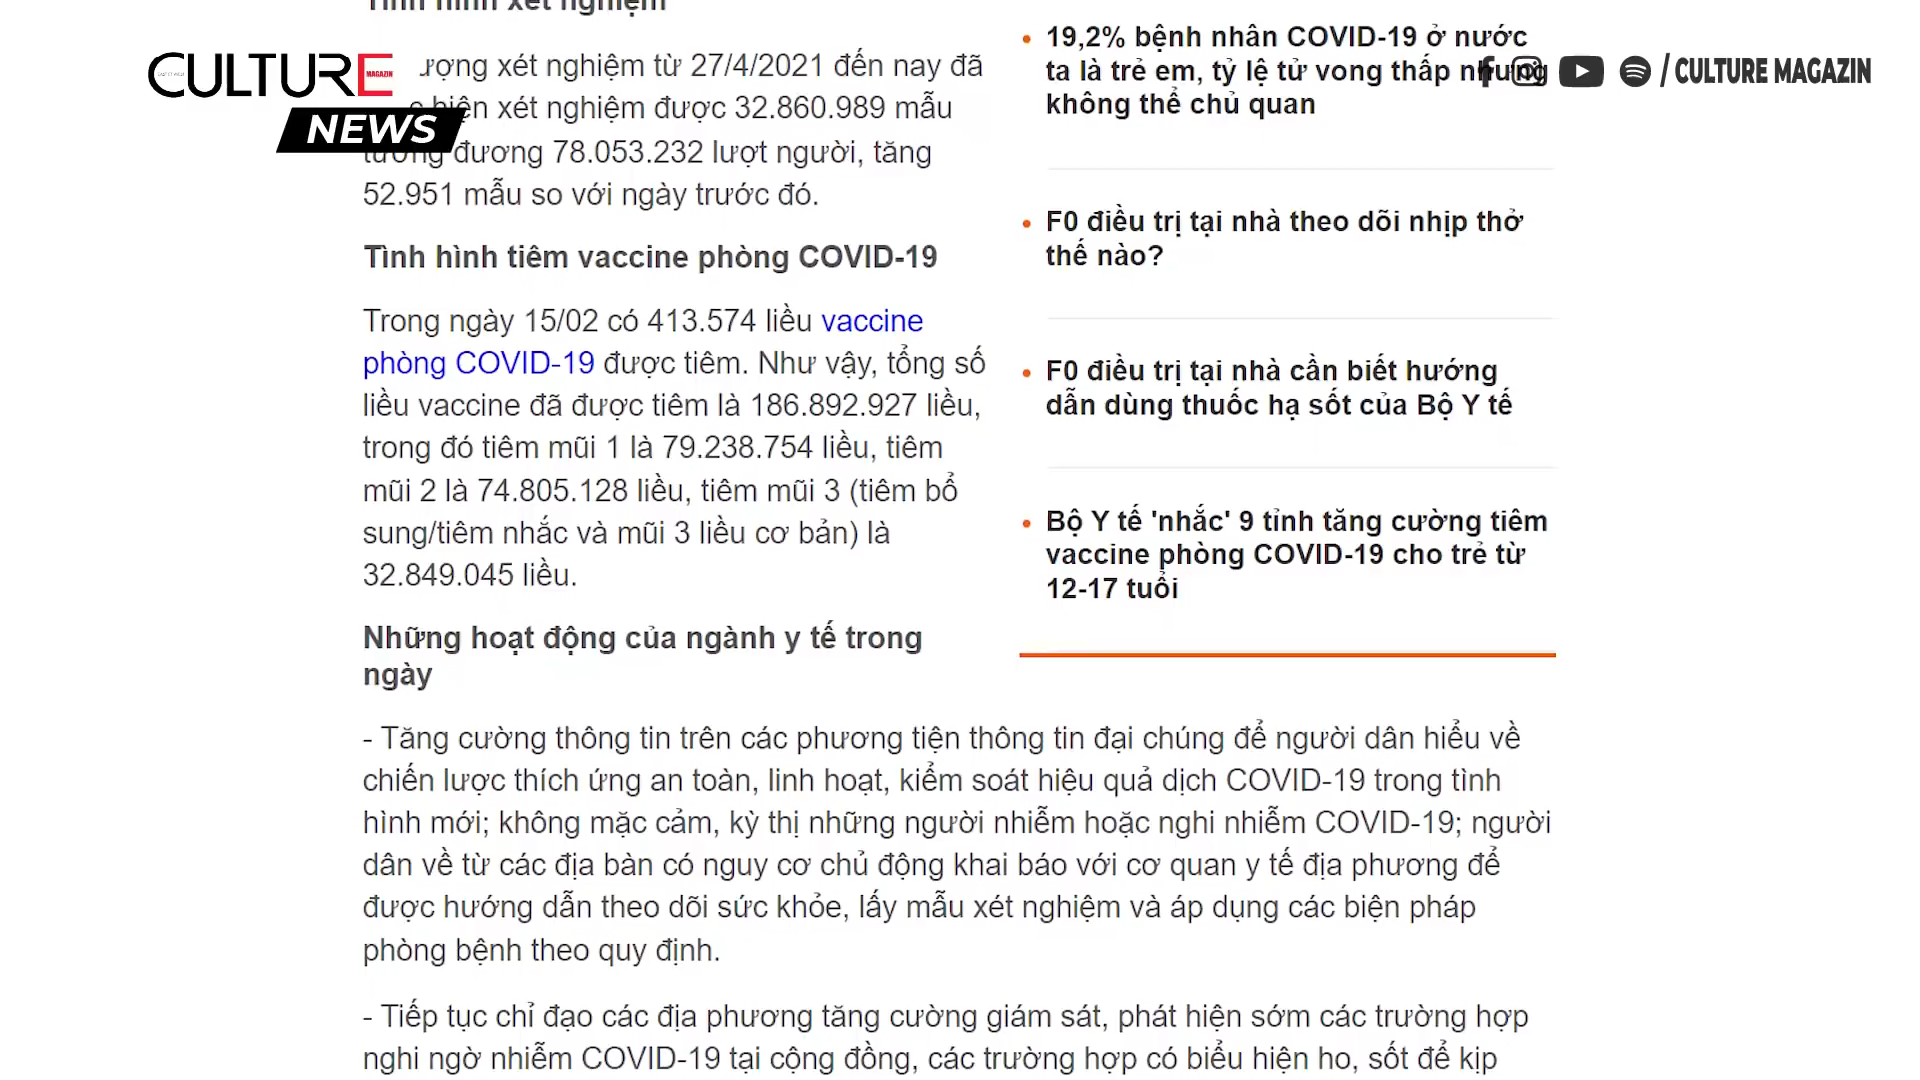 Tình hình xét nghiệm
xét nghiệm từ 27/4/2021 đến nay đã
xét nghiệm được 32.860.989 mẫu
tương đương 78.053.232 lượt người, tăng
52.951 mẫu so với ngày trước đó.
Tình hình tiêm vaccine phòng COVID-19
Trong ngày 15/02 có 413.574 liều vaccine
phòng COVID-19 được tiêm. Như vậy, tổng số
liều vaccine đã được tiêm là 186.892.927 liều,
trong đó tiêm mũi 1 là 79.238.754 liều, tiêm
mũi 2 là 74.805.128 liều, tiêm mũi 3 (tiêm bổ
sung/tiêm nhắc và mũi 3 liều cơ bản) là
32.849.045 liều.
Những hoạt động của ngành y tế trong
ngày
- Tăng cường thông tin trên các phương tiện thông tin đại chúng để người dân hiểu về
chiến lược thích ứng an toàn, linh hoạt, kiểm soát hiệu quả dịch COVID-19 trong tình
hình mới; không mặc cảm, kỳ thị những người nhiễm hoặc nghi nhiễm COVID-19; người
dân về từ các địa bàn có nguy cơ chủ động khai báo với cơ quan y tế địa phương để
được hướng dẫn theo dõi sức khỏe, lấy mẫu xét nghiệm và áp dụng các biện pháp
phòng bệnh theo quy định.
- Tiếp tục chỉ đạo các địa phương tăng cường giám sát, phát hiện sớm các trường hợp
nghi ngờ nhiễm COVID-19 tại cộng đồng, các trường hợp có biểu hiện ho, sốt để kịp
19,2% bệnh nhân COVID-19 ở nước
ta là trẻ em, tỷ lệ tử vong thấp nhưng
không thể chủ quan
F0 điều trị tại nhà theo dõi nhịp thở
thế nào?
F0 điều trị tại nhà cần biết hướng
dẫn dùng thuốc hạ sốt của Bộ Y tế
Bộ Y tế 'nhắc' 9 tỉnh tăng cường tiêm
vaccine phòng COVID-19 cho trẻ từ
12-17 tuổi
CULTURE
MAGAZIN
NEWS
/ CULTURE MAGAZIN